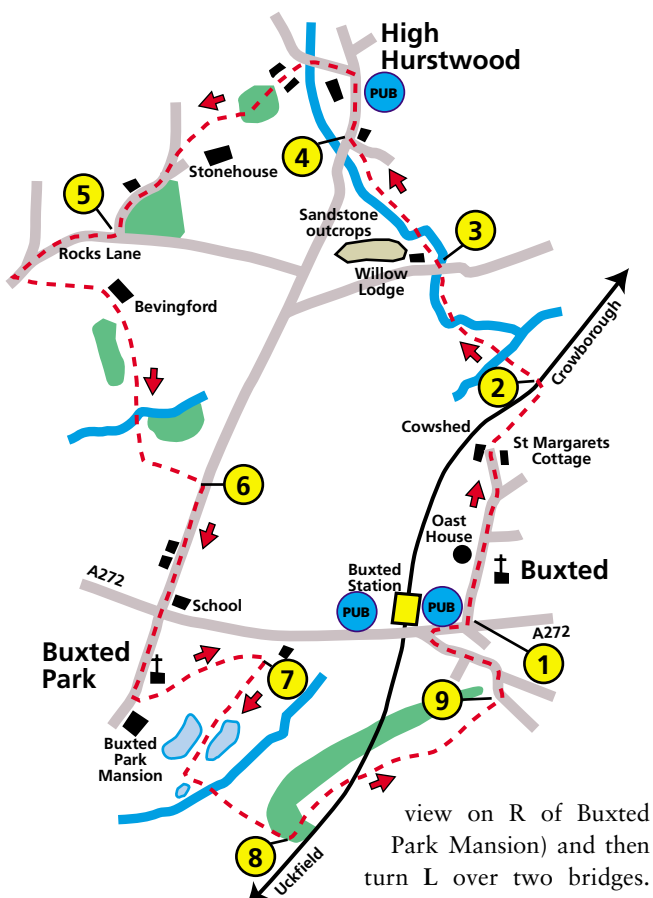 High
Hurstwood
PUB
4
Stonehouse
5
Sandstone
outcrops
3
Rocks Lane
Willow
Lodge
Bevingford
Crowborough
2
Cowshed
St Margarets
Cottage
6
Oast
House
Buxted
Station
Buxted
A272
School
PUB
PUB
A272
1
Buxted
Park
7
9
Buxted
Park
Mansion
8
Uckfield
view on R of Buxted
Park Mansion) and then
turn L over two bridges.